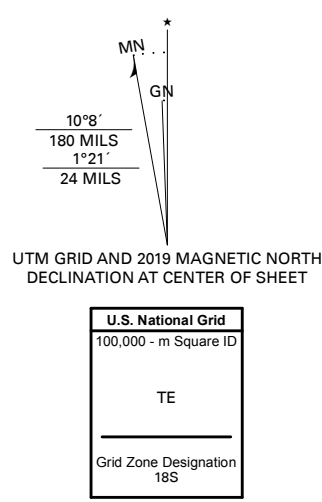 ★
MN
GN
10°8´
180 MILS
1°21´
24 MILS
UTM GRID AND 2019 MAGNETIC NORTH
DECLINATION AT CENTER OF SHEET
U.S. National Grid
100,000 - m Square ID
TE
Grid Zone Designation
18S